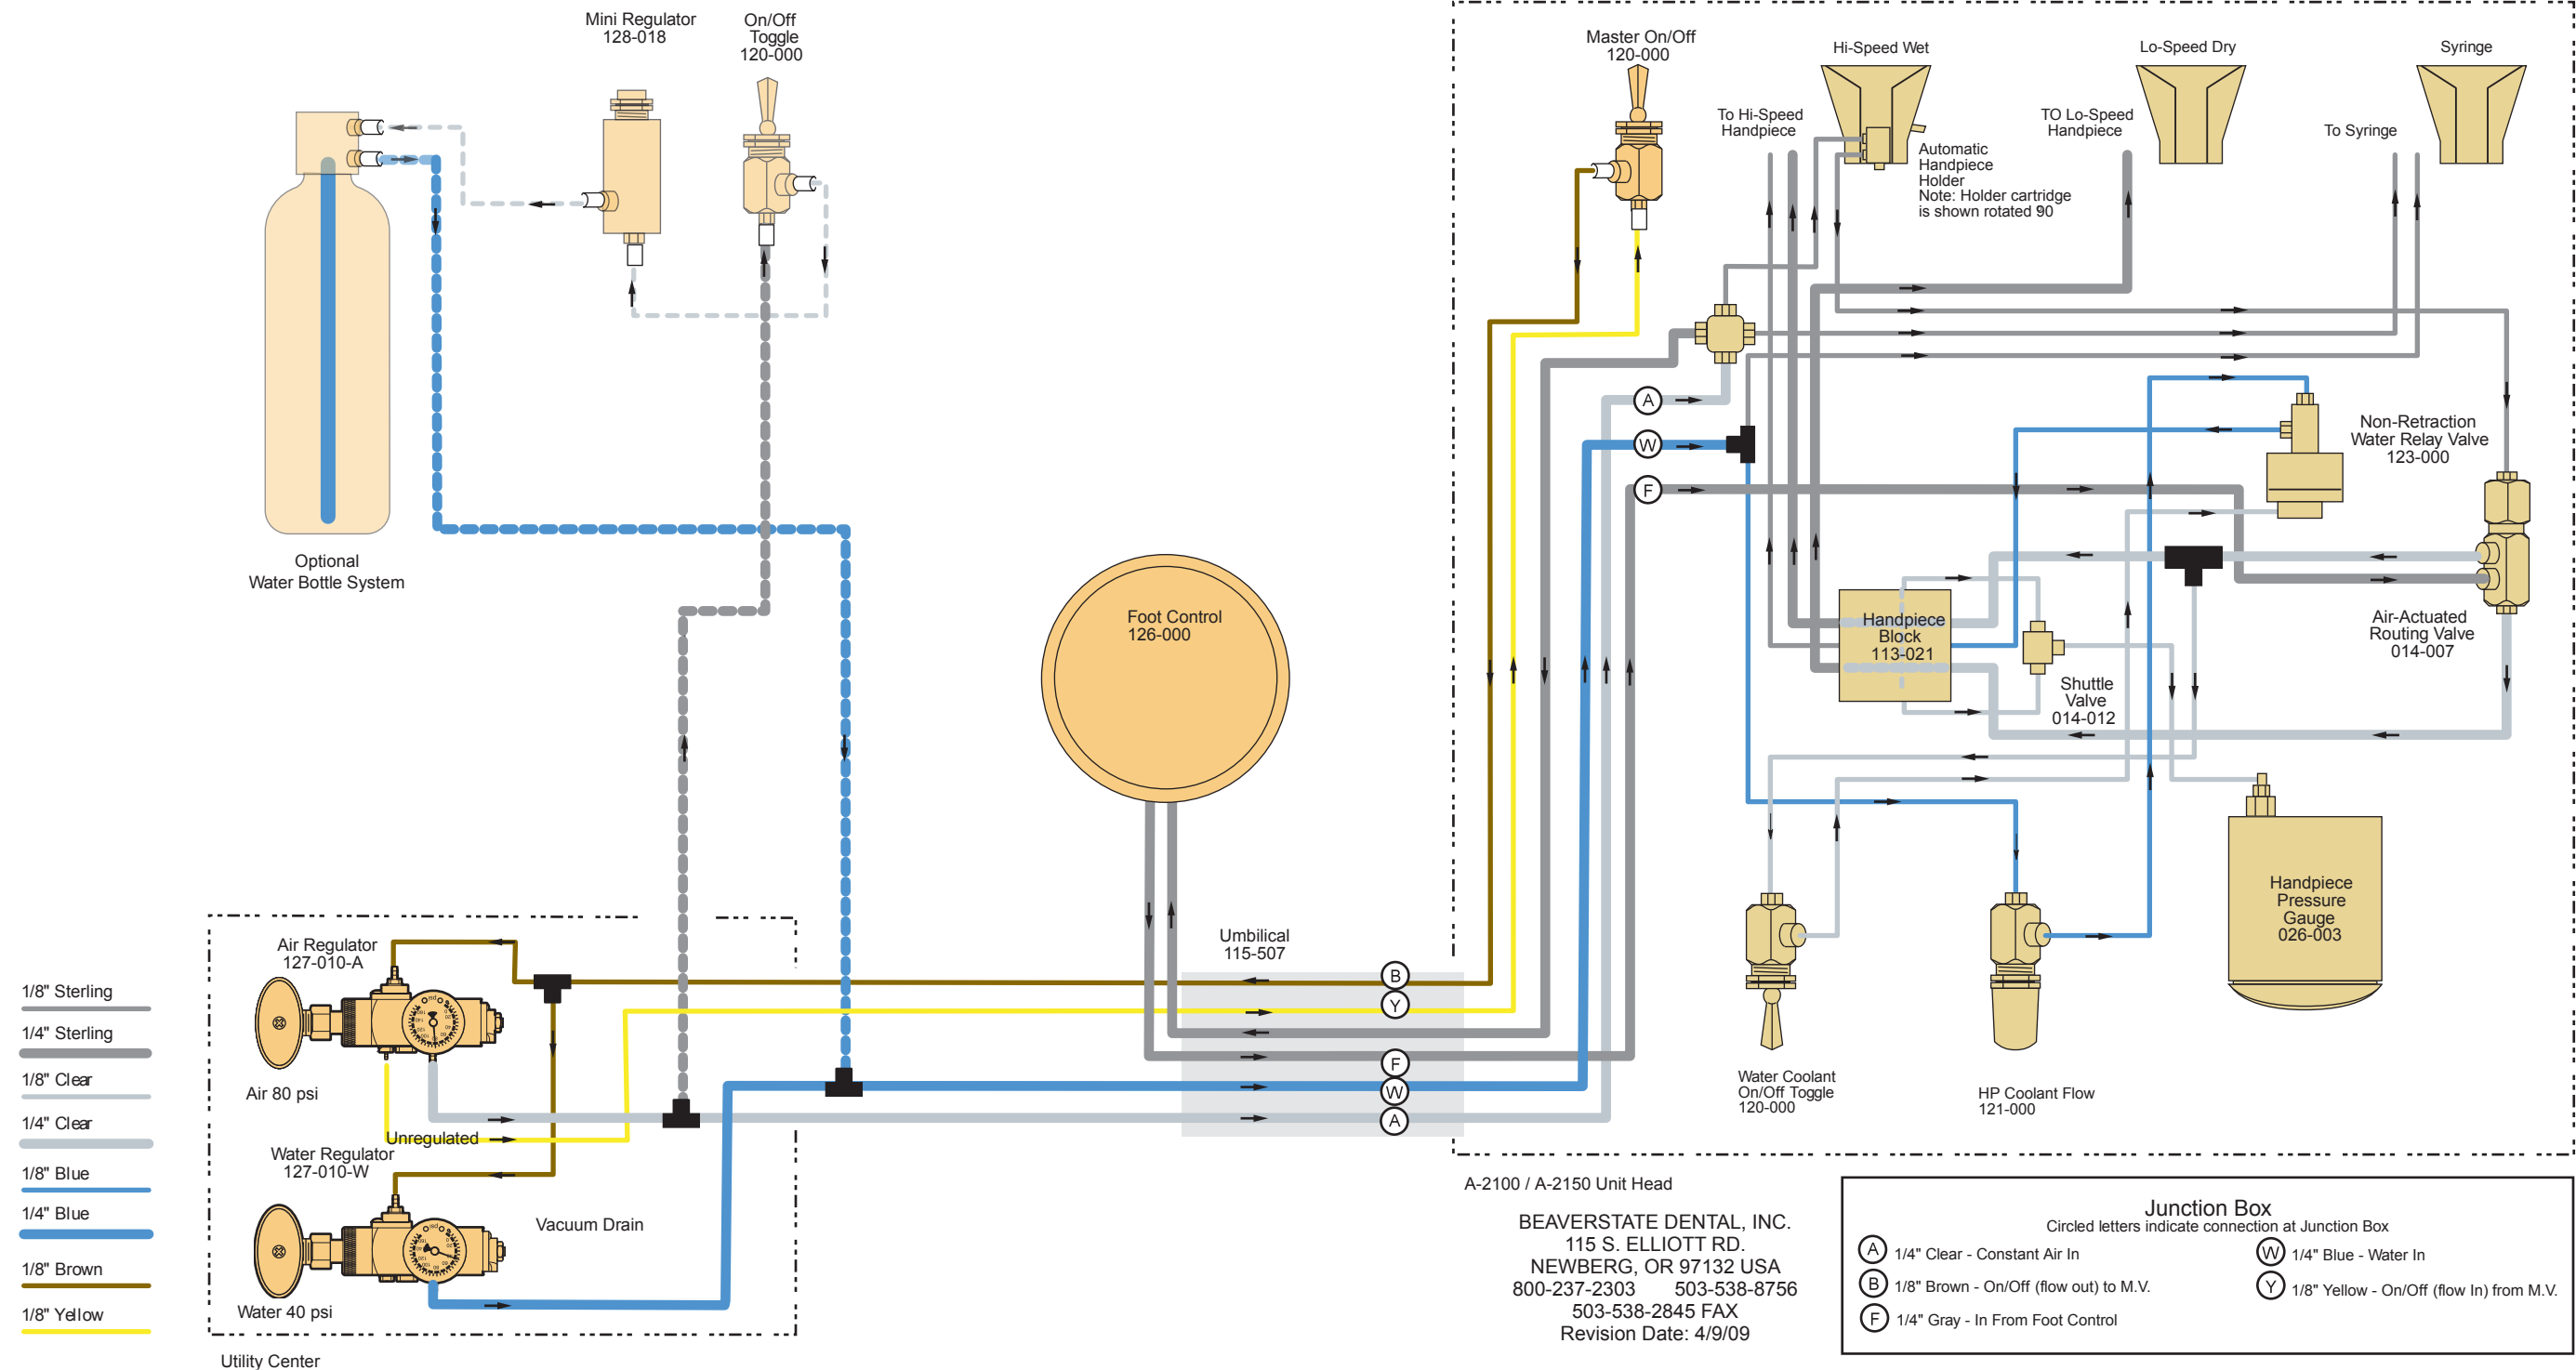 Mini Regulator
128-018
On/Off
Toggle
120-000
Optional
Water Bottle System
Foot Control
126-000
Umbilical
115-507
B
Y
F
W
A
Air Regulator
127-010-A
Air 80 psi
Unregulated
Water Regulator
127-010-W
Vacuum Drain
Water 40 psi
Utility Center
1/8" Sterling
1/4" Sterling
1/8" Clear
1/4" Clear
1/8" Blue
1/4" Blue
1/8" Brown
1/8" Yellow
Master On/Off
120-000
Hi-Speed Wet
Lo-Speed Dry
Syringe
To Hi-Speed
Handpiece
TO Lo-Speed
Handpiece
To Syringe
Automatic
Handpiece
Holder
Note: Holder cartridge
is shown rotated 90
A
W
F
Non-Retraction
Water Relay Valve
123-000
Handpiece
Block
113-021
Air-Actuated
Routing Valve
014-007
Shuttle
Valve
014-012
Handpiece
Pressure
Gauge
026-003
Water Coolant
On/Off Toggle
120-000
HP Coolant Flow
121-000
A-2100 / A-2150 Unit Head
BEAVERSTATE DENTAL, INC.
115 S. ELLIOTT RD.
NEWBERG, OR 97132 USA
800-237-2303 503-538-8756
503-538-2845 FAX
Revision Date: 4/9/09
Junction Box
Circled letters indicate connection at Junction Box
A 1/4" Clear - Constant Air In
B 1/8" Brown - On/Off (flow out) to M.V.
F 1/4" Gray - In From Foot Control
W 1/4" Blue - Water In
Y 1/8" Yellow - On/Off (flow In) from M.V.